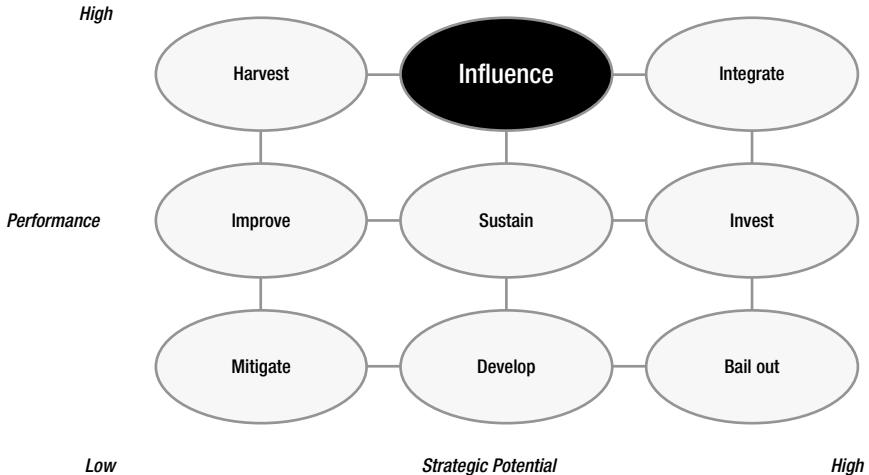 High
Harvest
Influence
Integrate
Performance
Improve
Sustain
Invest
Mitigate
Develop
Bail out
Low
Strategic Potential
High